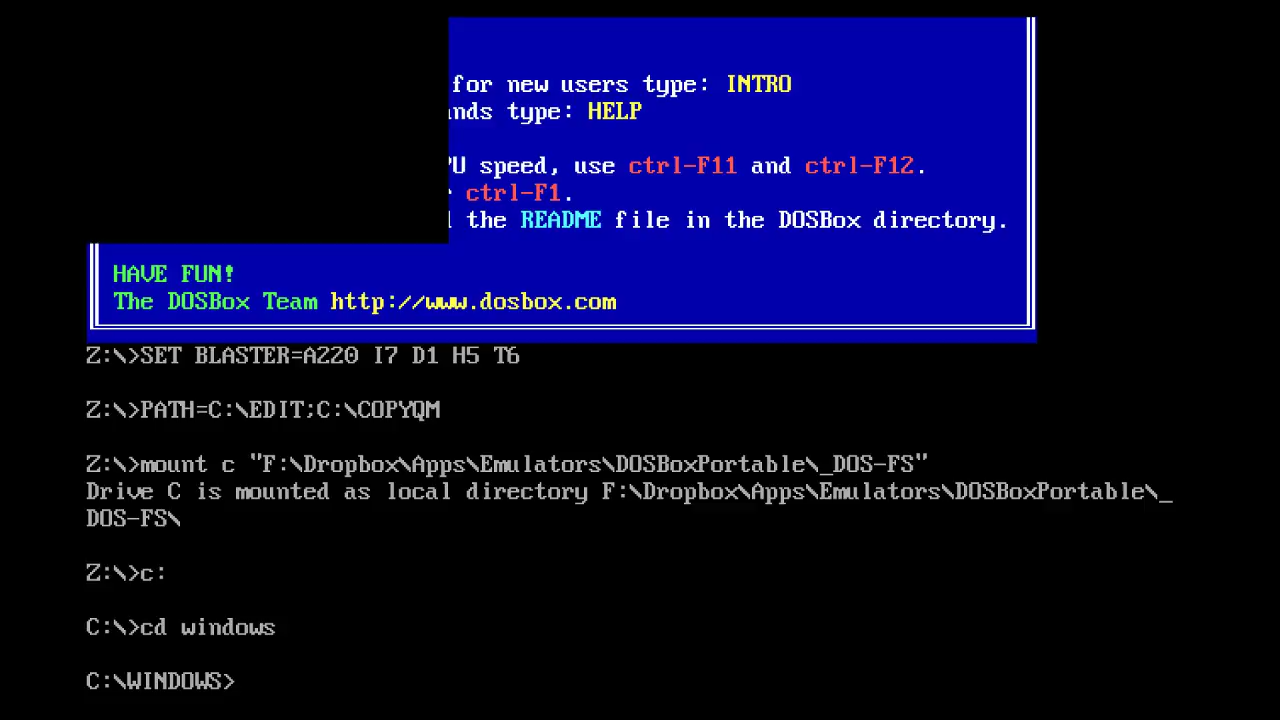 for new users type: INTRO
ands type: HELP
speed, use ctrl-F11 and ctrl-F12.
ctrl-F1.
the README file in the DOSBox directory.
HAVE FUN!
The DOSBox Team http://www.dosbox.com
Z:\>SET BLASTER=A220 I7 D1 H5 T6
Z:\>PATH=C:\EDIT;C:\COPYQM
Z:\>mount c "F:\Dropbox\Apps\Emulators\DOSBoxPortable\_DOS-FS"
Drive C is mounted as local directory F:\Dropbox\Apps\Emulators\DOSBoxPortable\_
DOS-FS\
Z:\>c:
C:\>cd windows
C:\WINDOWS>